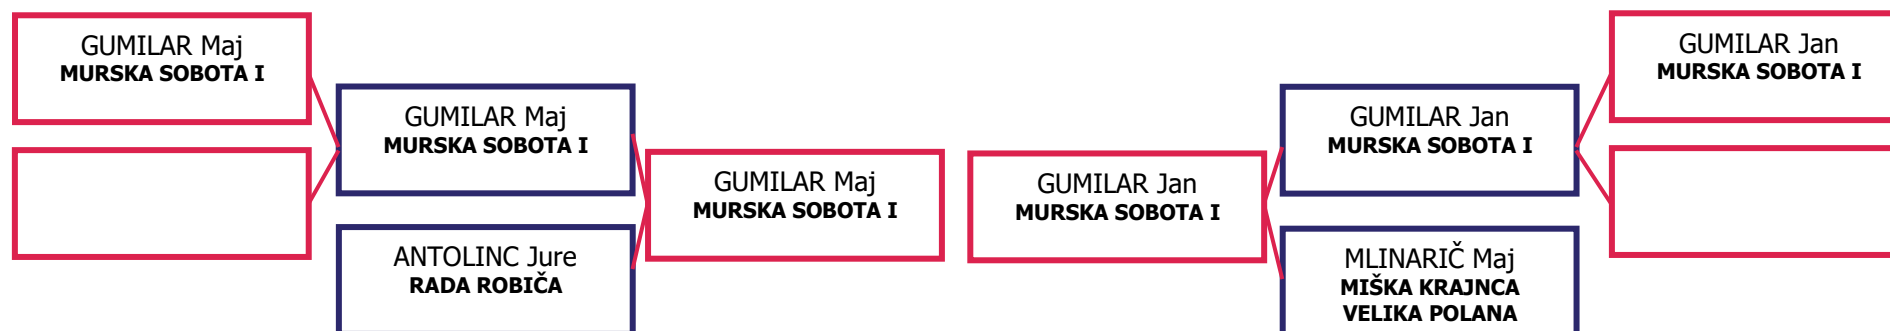 GUMILAR Maj
MURSKA SOBOTA I
GUMILAR Maj
MURSKA SOBOTA I
ANTOLINC Jure
RADA ROBIČA
GUMILAR Maj
MURSKA SOBOTA I
GUMILAR Jan
MURSKA SOBOTA I
GUMILAR Jan
MURSKA SOBOTA I
MLINARIČ Maj
MIŠKA KRAJNCA
VELIKA POLANA
GUMILAR Jan
MURSKA SOBOTA I